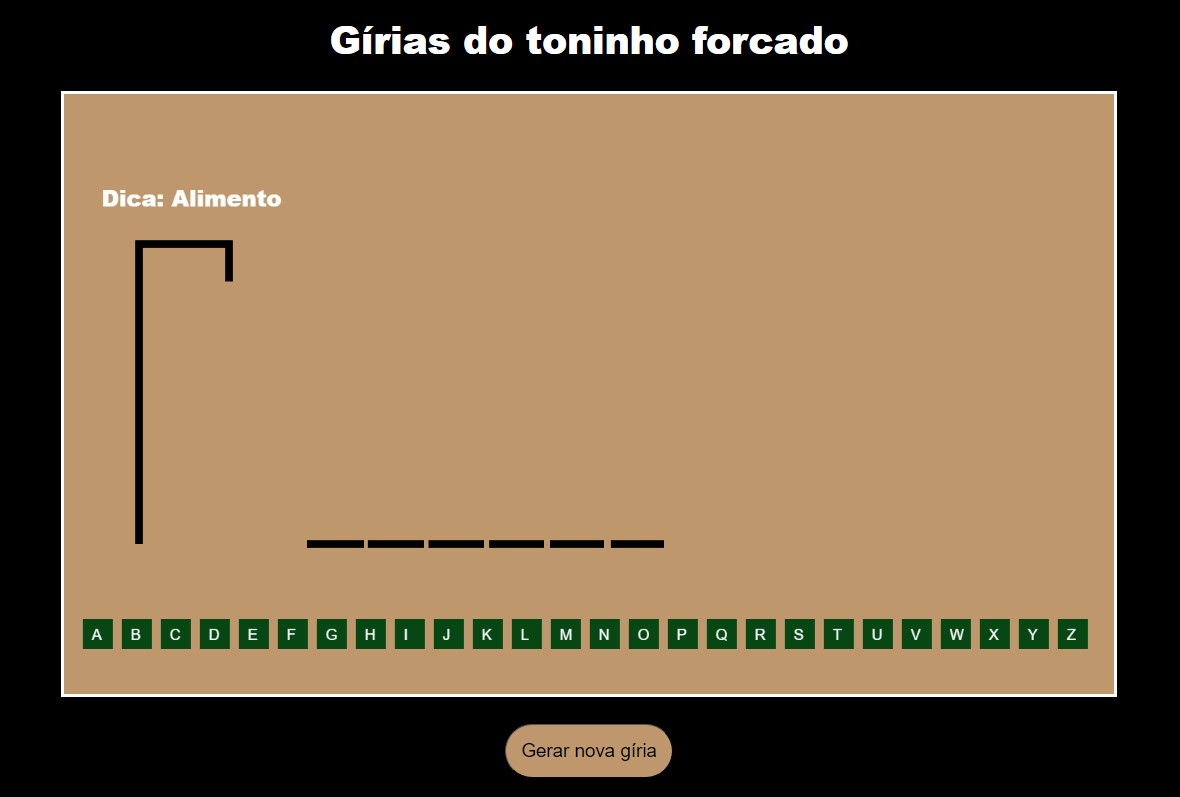 Gírias do toninho forcado
Dica: Alimento
A B C D E F G H I J K L M N O P Q R S T U V W X Y Z
Gerar nova gíria